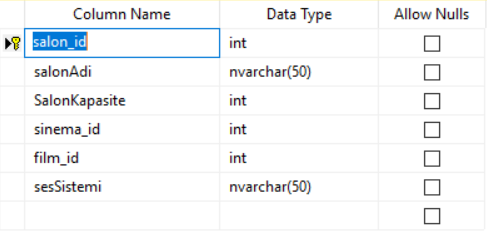 Column Name Data Type Allow Nulls
salon_id int
salonAdi nvarchar(50)
SalonKapasite int
sinema_id int
film_id int
sesSistemi nvarchar(50)